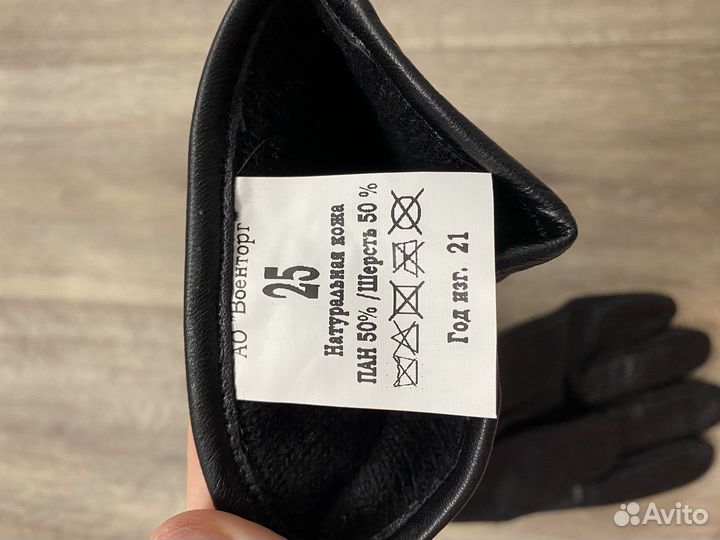 АО "Военторг"
25
Натуральная кожа
ПАН 50% /Шерсть 50 %
Год изг. 21
Avito